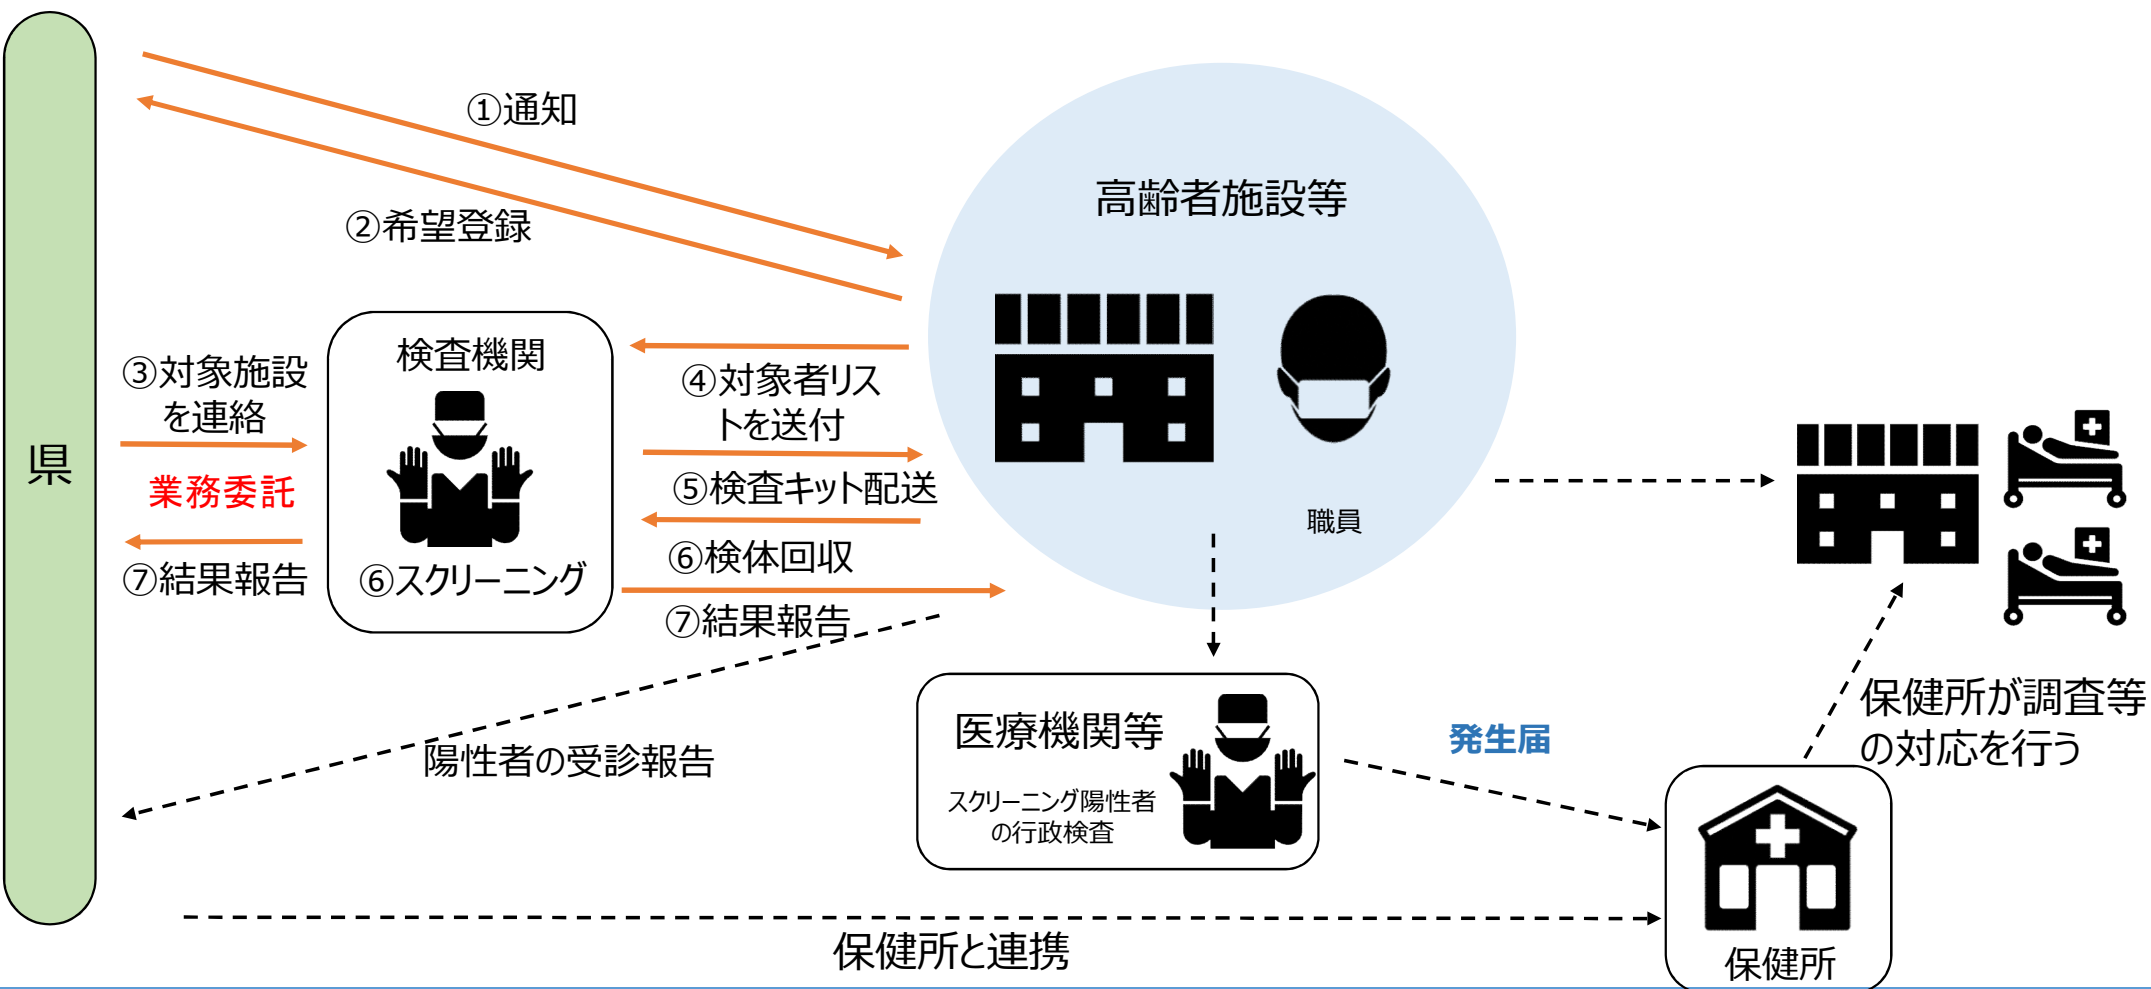 ①通知
②希望登録
高齢者施設等
検査機関
③対象施設
を連絡
④対象者リス
トを送付
県
業務委託
⑤検査キット配送
職員
⑥検体回収
⑦結果報告
⑥スクリーニング
⑦結果報告
保健所が調査等
の対応を行う
医療機関等
発生届
陽性者の受診報告
スクリーニング陽性者
の行政検査
保健所と連携
保健所